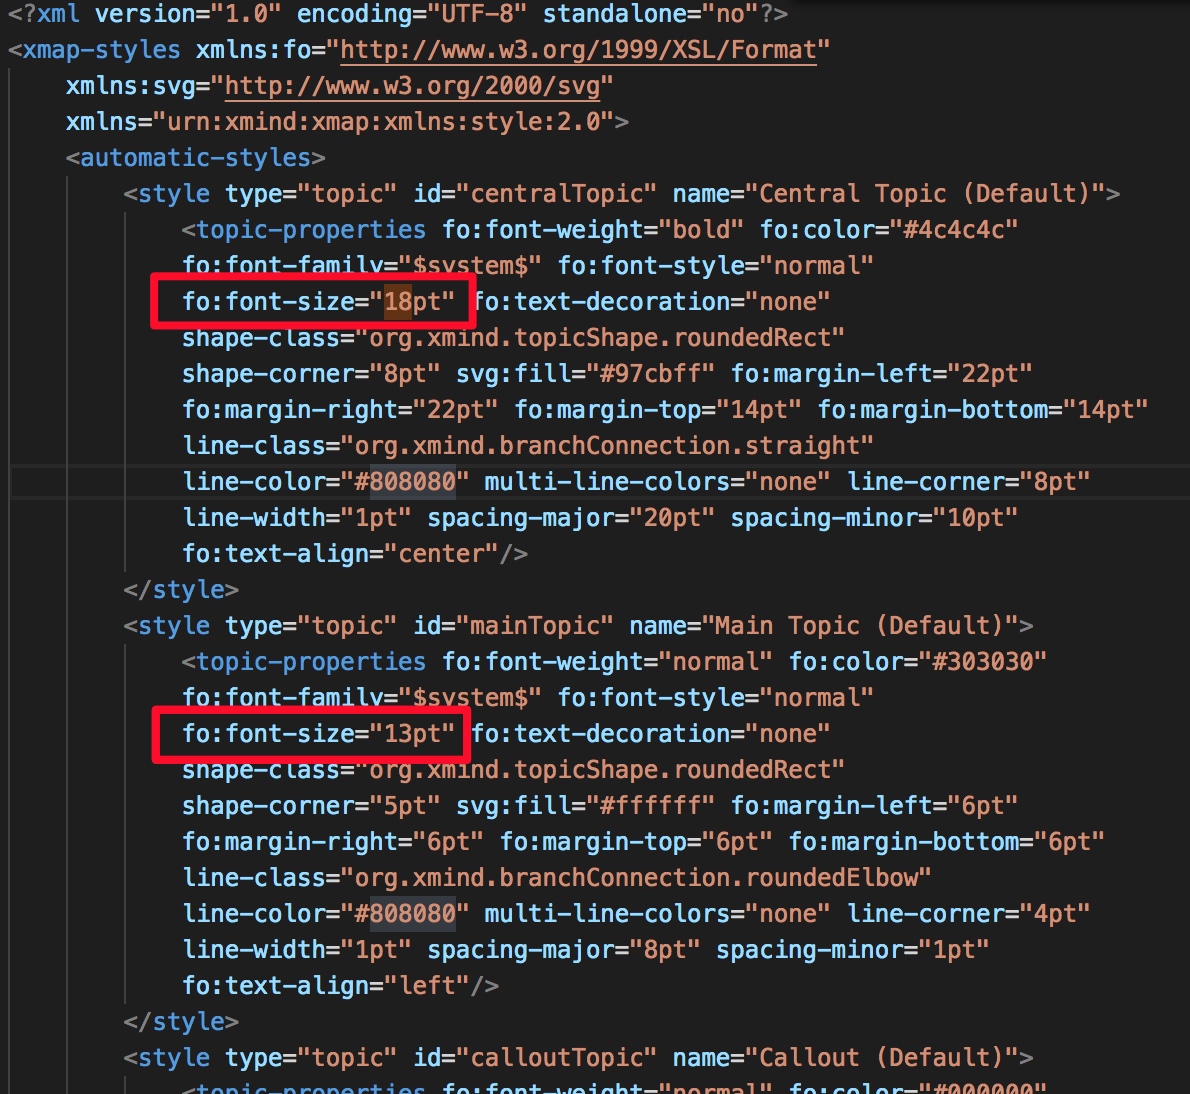 <?xml version="1.0" encoding="UTF-8" standalone="no"?>
<xmap-styles xmlns:fo="http://www.w3.org/1999/XSL/Format"
xmlns:svg="http://www.w3.org/2000/svg"
xmlns="urn:xmind:xmap:xmlns:style:2.0">
<automatic-styles>
<style type="topic" id="centralTopic" name="Central Topic (Default)">
<topic-properties fo:font-weight="bold" fo:color="#4c4c4c"
fo:font-family="$system$" fo:font-style="normal"
fo:font-size="18pt" fo:text-decoration="none"
shape-class="org.xmind.topicShape.roundedRect"
shape-corner="8pt" svg:fill="#97cbff" fo:margin-left="22pt"
fo:margin-right="22pt" fo:margin-top="14pt" fo:margin-bottom="14pt"
line-class="org.xmind.branchConnection.straight"
line-color="#808080" multi-line-colors="none" line-corner="8pt"
line-width="1pt" spacing-major="20pt" spacing-minor="10pt"
fo:text-align="center"/>
</style>
<style type="topic" id="mainTopic" name="Main Topic (Default)">
<topic-properties fo:font-weight="normal" fo:color="#303030"
fo:font-family="$system$" fo:font-style="normal"
fo:font-size="13pt" fo:text-decoration="none"
shape-class="org.xmind.topicShape.roundedRect"
shape-corner="5pt" svg:fill="#ffffff" fo:margin-left="6pt"
fo:margin-right="6pt" fo:margin-top="6pt" fo:margin-bottom="6pt"
line-class="org.xmind.branchConnection.roundedElbow"
line-color="#808080" multi-line-colors="none" line-corner="4pt"
line-width="1pt" spacing-major="8pt" spacing-minor="1pt"
fo:text-align="left"/>
</style>
<style type="topic" id="calloutTopic" name="Callout (Default)">
<topic-properties fo:font-weight="normal" fo:color="#000000"